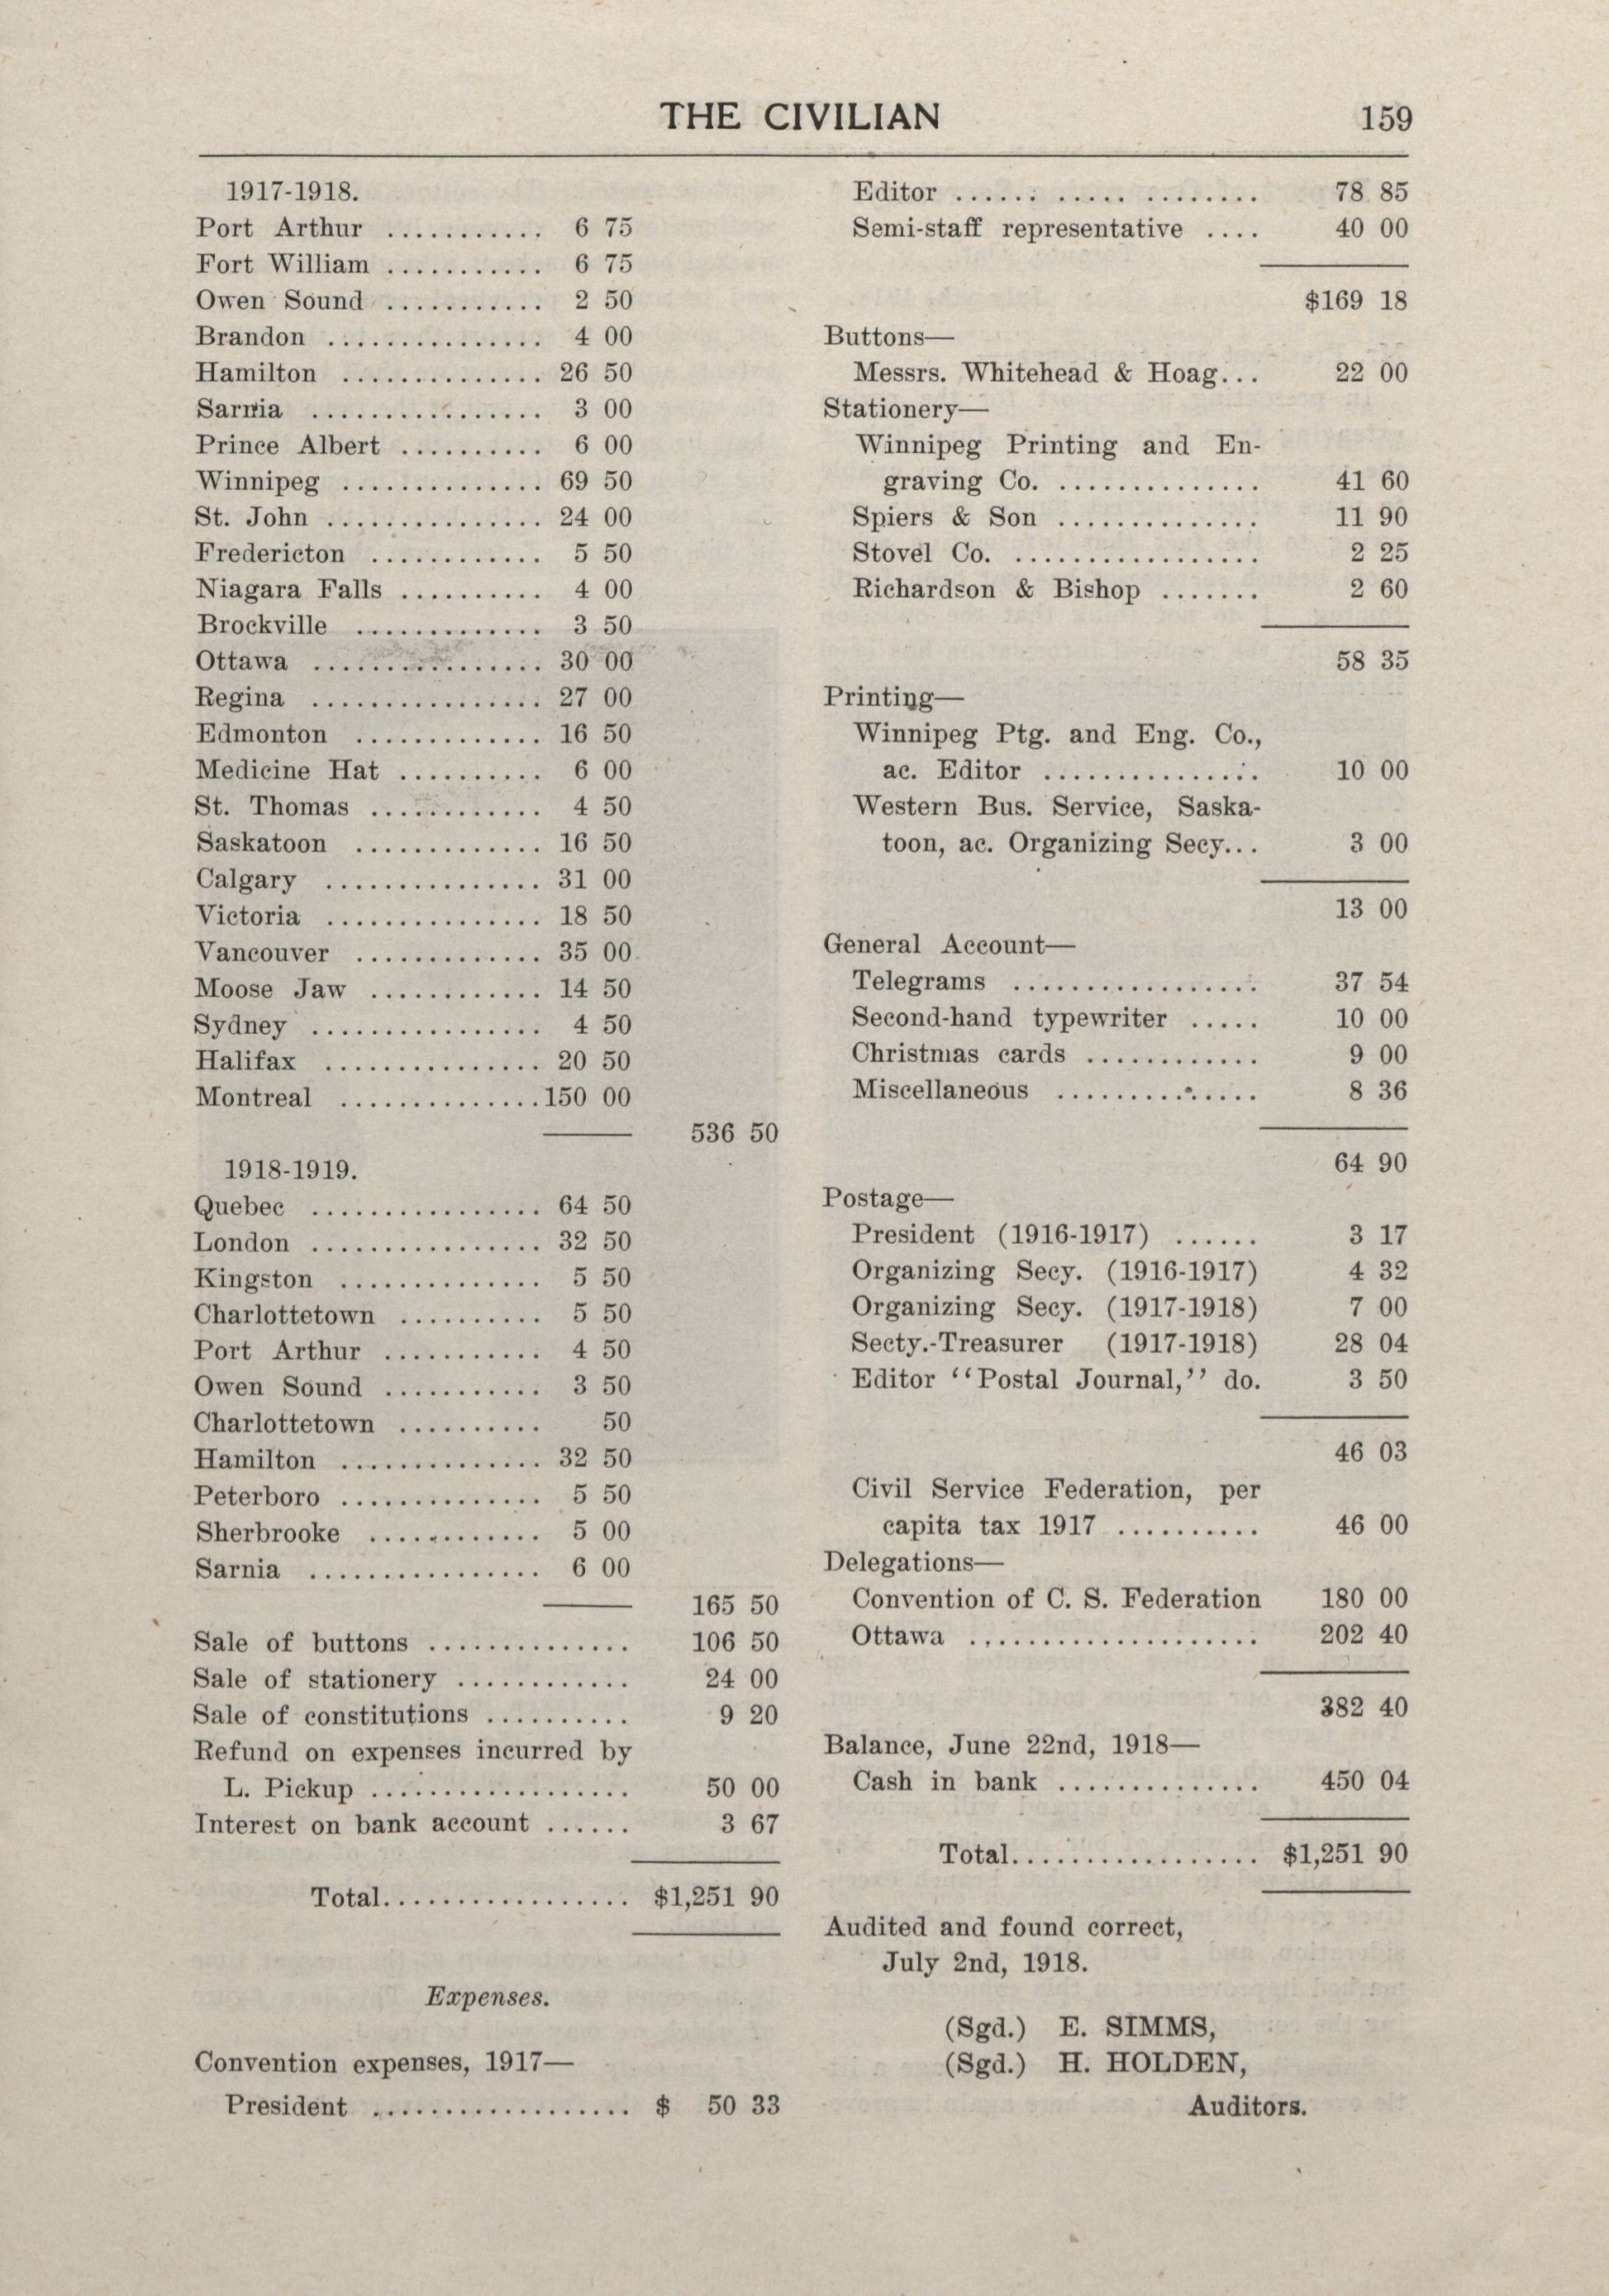 THE CIVILIAN 159
1917-1918.
Port Arthur ........... 6 75
Fort William ........... 6 75
Owen Sound ........... 2 50
Brandon ............... 4 00
Hamilton .............. 26 50
Sarnia ................ 3 00
Prince Albert .......... 6 00
Winnipeg .............. 69 50
St. John ............... 24 00
Fredericton ............ 5 50
Niagara Falls .......... 4 00
Brockville ............. 3 50
Ottawa ................ 30 00
Regina ................ 27 00
Edmonton ............. 16 50
Medicine Hat .......... 6 00
St. Thomas ............ 4 50
Saskatoon ............. 16 50
Calgary ............... 31 00
Victoria ............... 18 50
Vancouver ............. 35 00
Moose Jaw ............ 14 50
Sydney ................ 4 50
Halifax ............... 20 50
Montreal ..............150 00
536 50
1918-1919.
Quebec ................ 64 50
London ................ 32 50
Kingston .............. 5 50
Charlottetown .......... 5 50
Port Arthur ........... 4 50
Owen Sound ........... 3 50
Charlottetown .......... 50
Hamilton .............. 32 50
Peterboro .............. 5 50
Sherbrooke ............ 5 00
Sarnia ................ 6 00
165 50
Sale of buttons .............. 106 50
Sale of stationery ............ 24 00
Sale of constitutions .......... 9 20
Refund on expenses incurred by
L. Pickup .................. 50 00
Interest on bank account ...... 3 67
Total................. $1,251 90
Expenses.
Convention expenses, 1917—
President .................. $ 50 33
Editor ...... ..... ........ 78 85
Semi-staff representative .... 40 00
$169 18
Buttons—
Messrs. Whitehead & Hoag... 22 00
Stationery—
Winnipeg Printing and En-
graving Co. .............. 41 60
Spiers & Son .............. 11 90
Stovel Co. ................. 2 25
Richardson & Bishop ....... 2 60
58 35
Printing—
Winnipeg Ptg. and Eng. Co.,
ac. Editor ............... 10 00
Western Bus. Service, Saska-
toon, ac. Organizing Secy... 3 00
13 00
General Account—
Telegrams ................. 37 54
Second-hand typewriter ..... 10 00
Christmas cards ............ 9 00
Miscellaneous .............. 8 36
64 90
Postage—
President (1916-1917) ...... 3 17
Organizing Secy. (1916-1917) 4 32
Organizing Secy. (1917-1918) 7 00
Secty.-Treasurer (1917-1918) 28 04
Editor ‘‘Postal Journal,’’ do. 3 50
46 03
Civil Service Federation, per
capita tax 1917 .......... 46 00
Delegations—
Convention of C. S. Federation 180 00
Ottawa .................... 202 40
382 40
Balance, June 22nd, 1918—
Cash in bank .............. 450 04
Total................. $1,251 90
Audited and found correct,
July 2nd, 1918.
(Sgd.) E. SIMMS,
(Sgd.) H. HOLDEN,
Auditors.